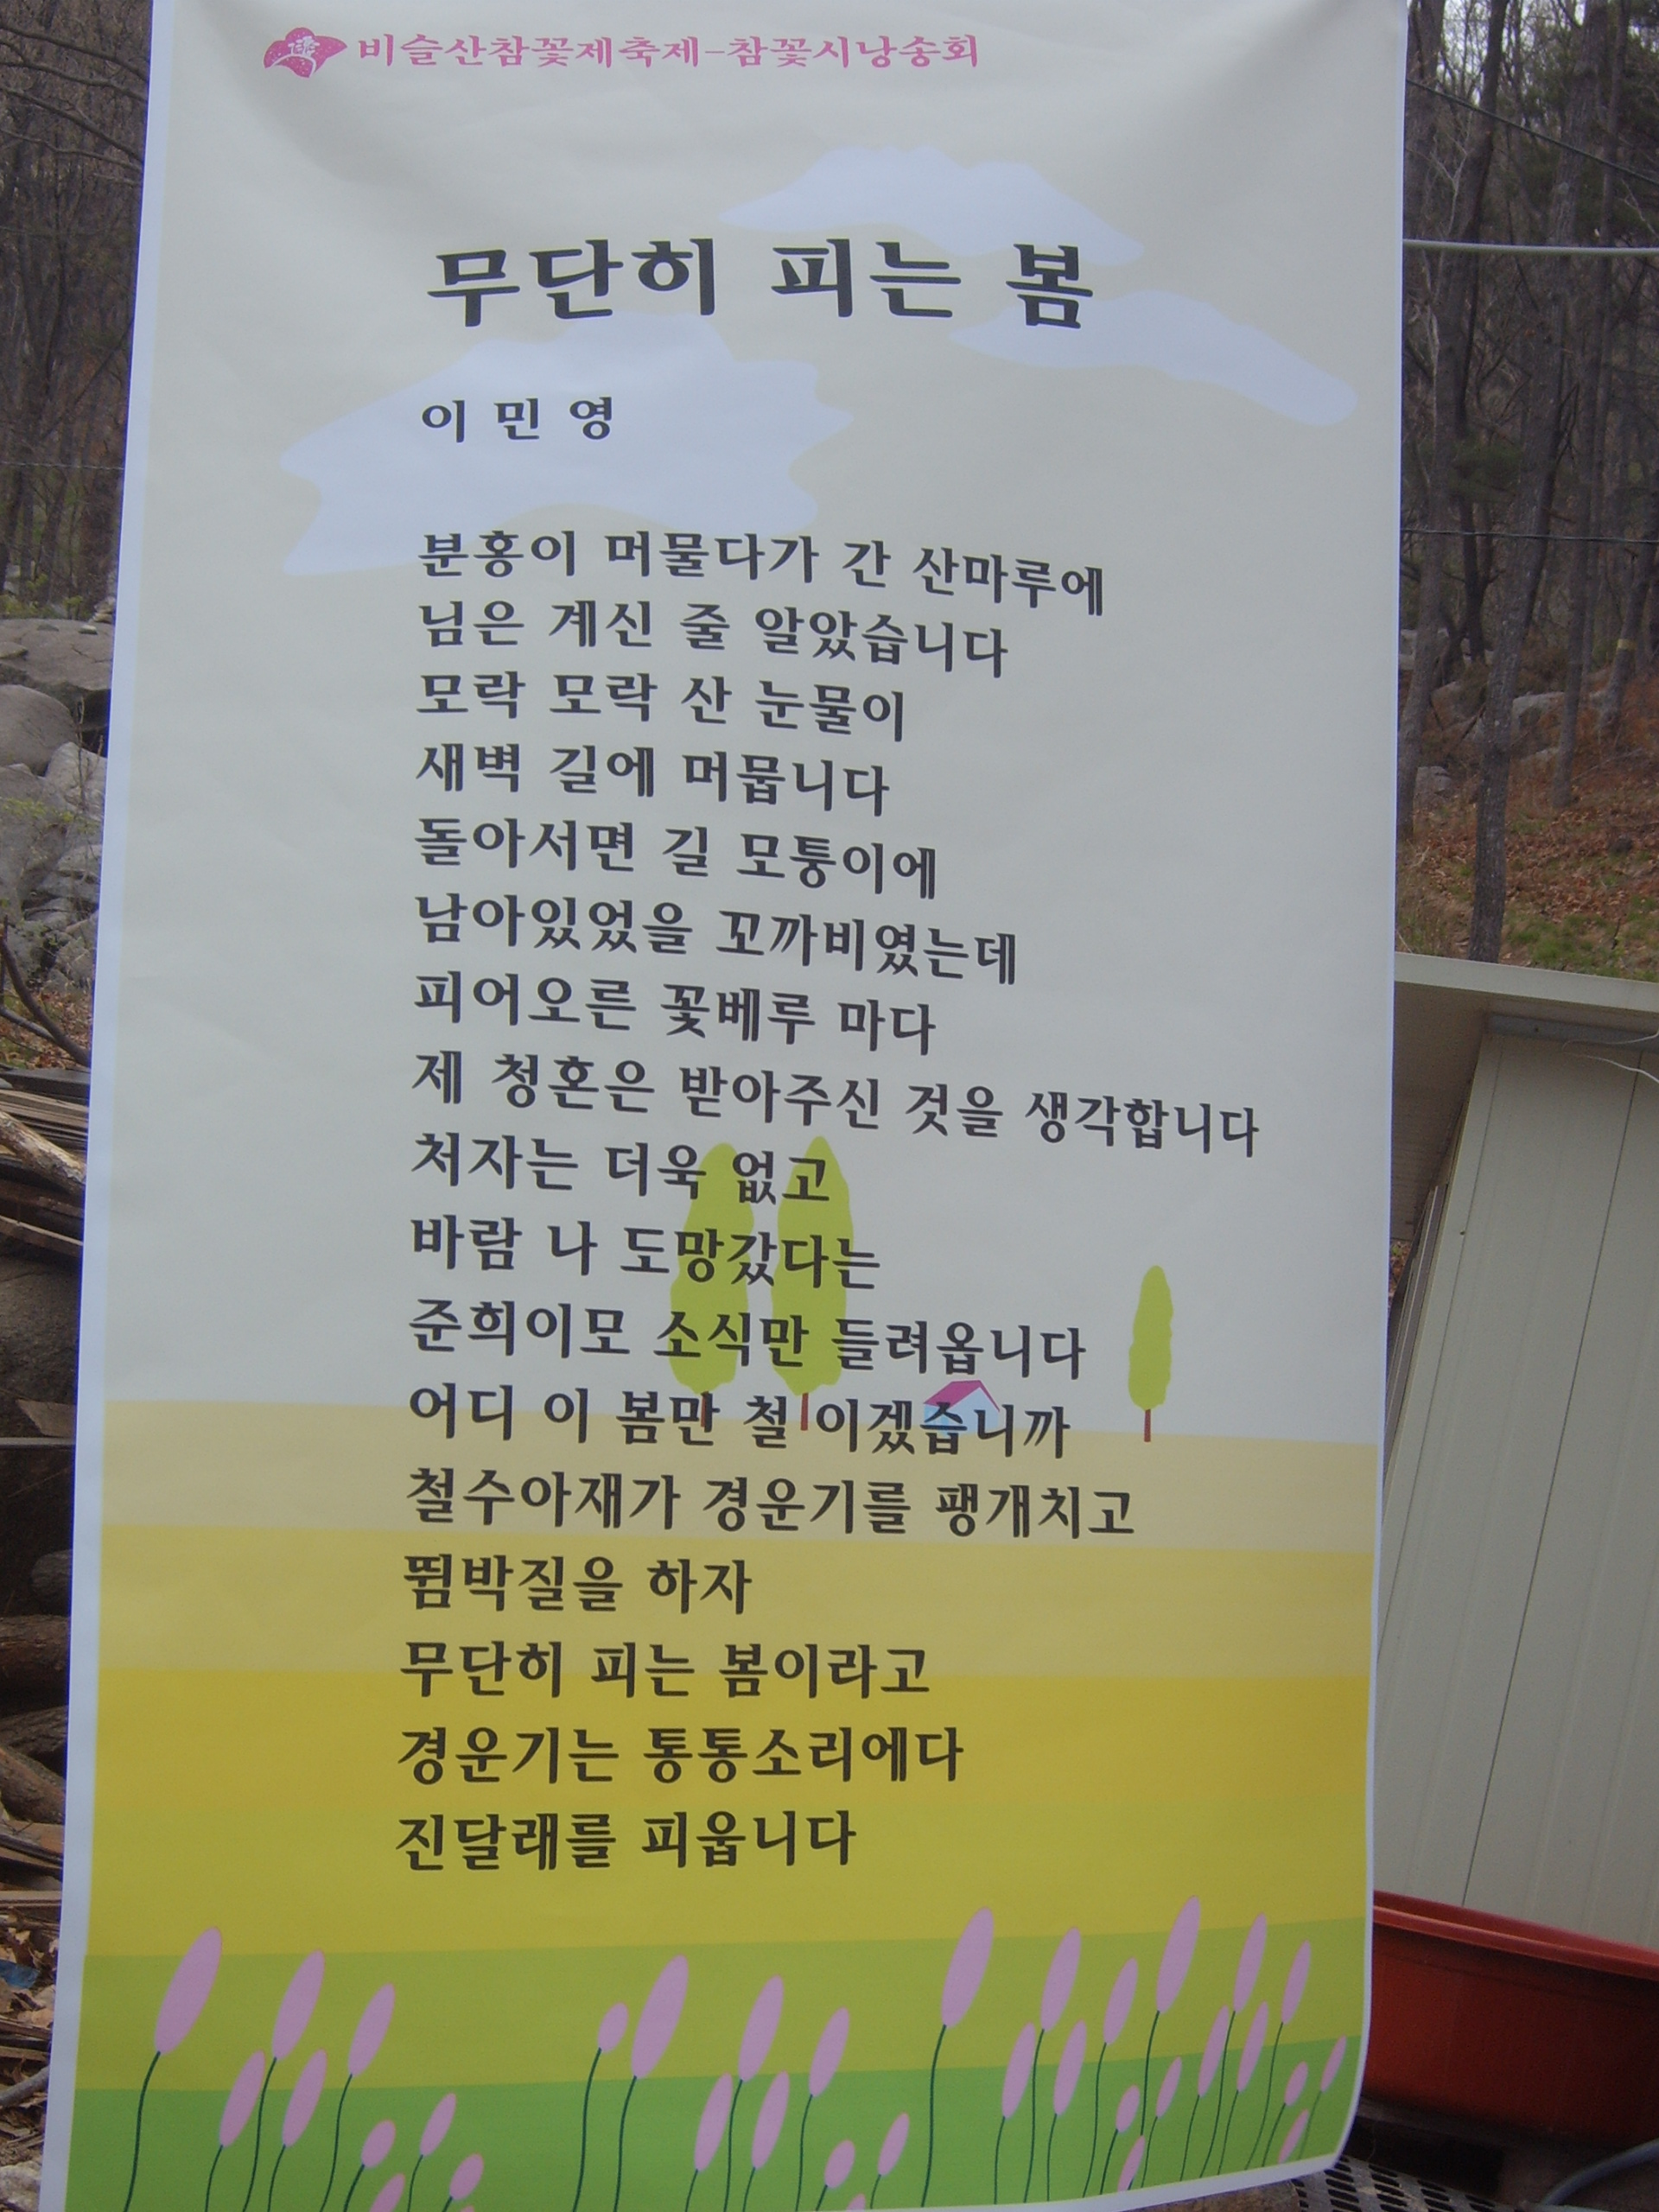 비슬산참꽃제축제-참꽃시낭송회
무단히 피는 봄
이 민 영
분홍이 머물다가 간 산마루에
님은 계신 줄 알았습니다
모락 모락 산 눈물이
새벽 길에 머뭅니다
돌아서면 길 모퉁이에
남아있었을 꼬까비였는데
피어오른 꽃베루 마다
제 청혼은 받아주신 것을 생각합니다
처자는 더욱 없고
바람 나 도망갔다는
준희이모 소식만 들려옵니다
어디 이 봄만 철 이겠습니까
철수아재가 경운기를 팽개치고
뜀박질을 하자
무단히 피는 봄이라고
경운기는 통통소리에다
진달래를 피웁니다